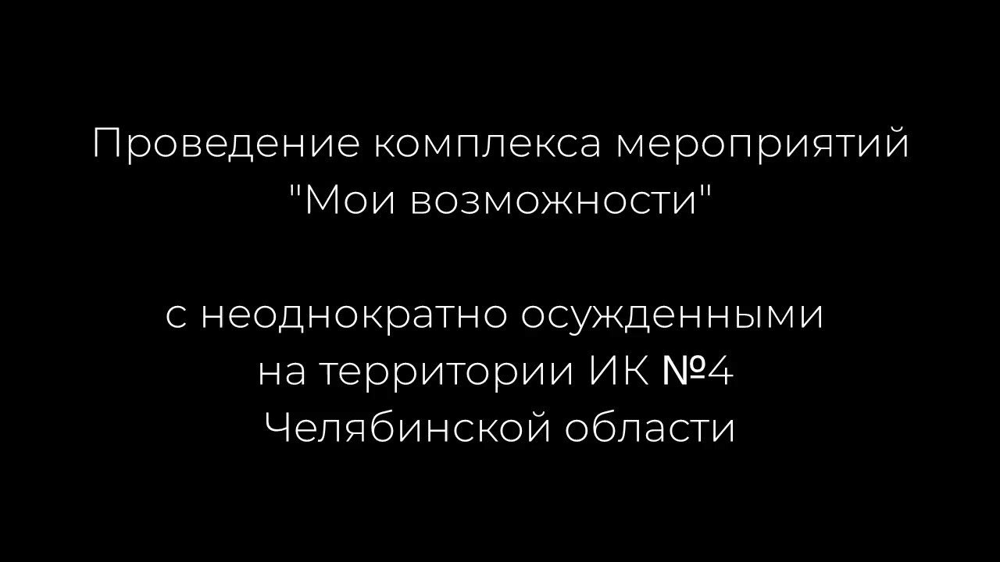 Проведение комплекса мероприятий
"Мои возможности"
с неоднократно осужденными
на территории ИК №4
Челябинской области